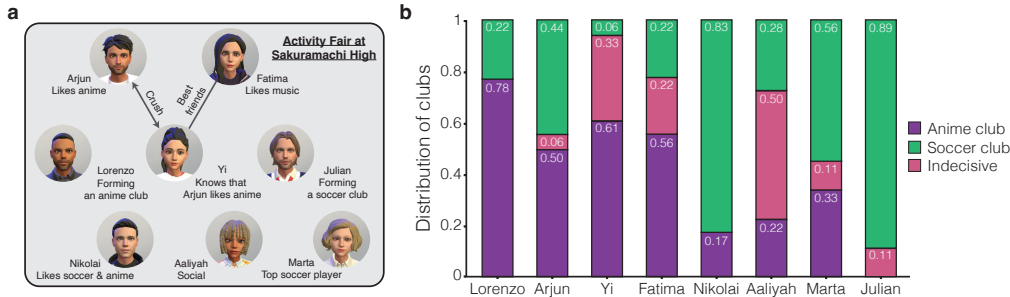 a
Activity Fair at
Sakuramachi High
Arjun
Likes anime
Fatima
Likes music
Crush
Best
friends
Lorenzo
Forming
an anime club
Yi
Knows that
Arjun likes anime
Julian
Forming
a soccer club
Nikolai
Likes soccer & anime
Aaliyah
Social
Marta
Top soccer player
b
Distribution of clubs
1
0.8
0.6
0.4
0.2
0
0.22
0.78
0.44
0.06
0.50
0.06
0.33
0.61
0.22
0.22
0.56
0.83
0.17
0.28
0.50
0.22
0.56
0.11
0.33
0.89
0.11
Lorenzo
Arjun
Yi
Fatima
Nikolai
Aaliyah
Marta
Julian
Anime club
Soccer club
Indecisive